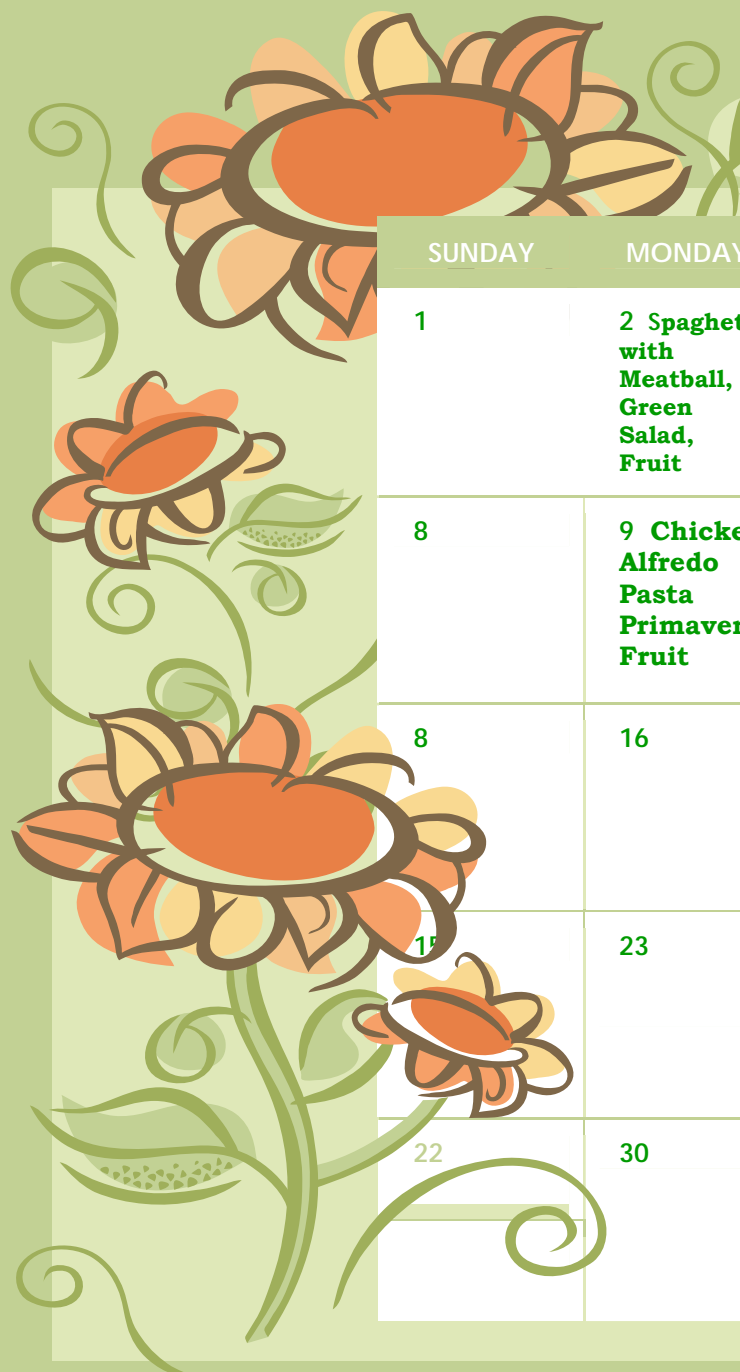 SUNDAY MONDAY
1
2 Spaghet
with
Meatball,
Green
Salad,
Fruit
8
9 Chicke
Alfredo
Pasta
Primaver
Fruit
8
16
15
23
22
30